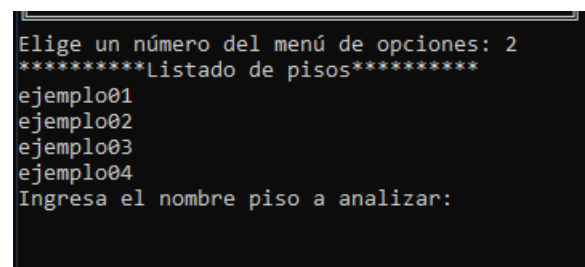 Elige un número del menú de opciones: 2
**********Listado de pisos**********
ejemplo01
ejemplo02
ejemplo03
ejemplo04
Ingresa el nombre piso a analizar: